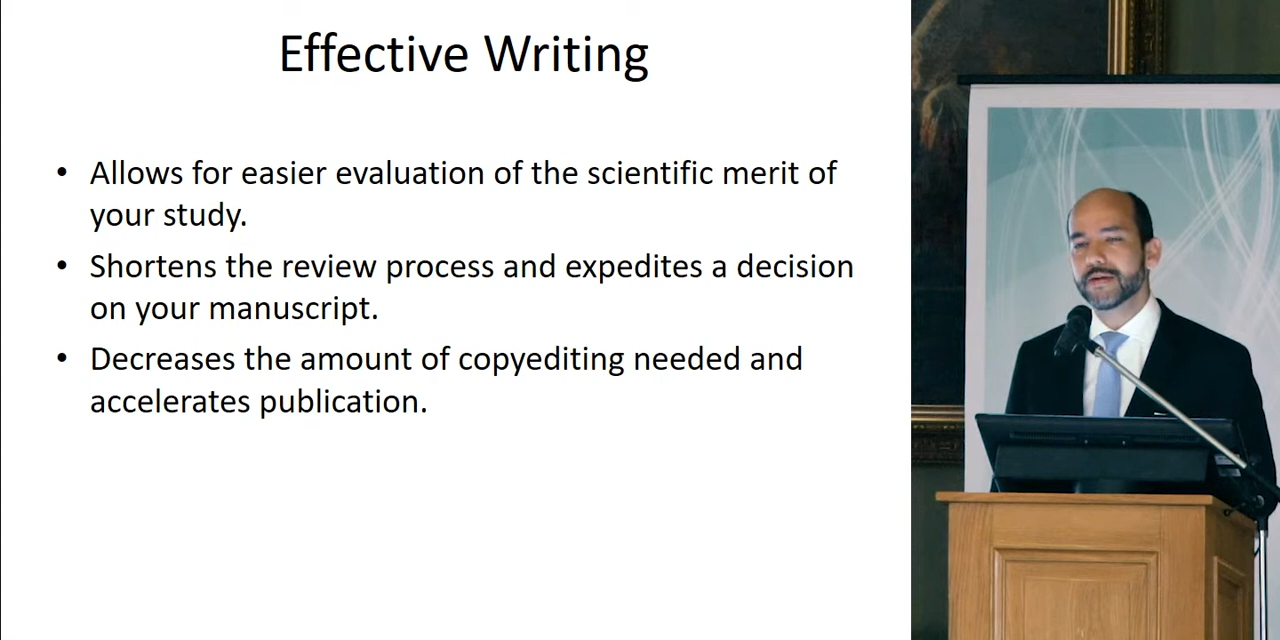 Effective Writing
• Allows for easier evaluation of the scientific merit of
your study.
• Shortens the review process and expedites a decision
on your manuscript.
• Decreases the amount of copyediting needed and
accelerates publication.